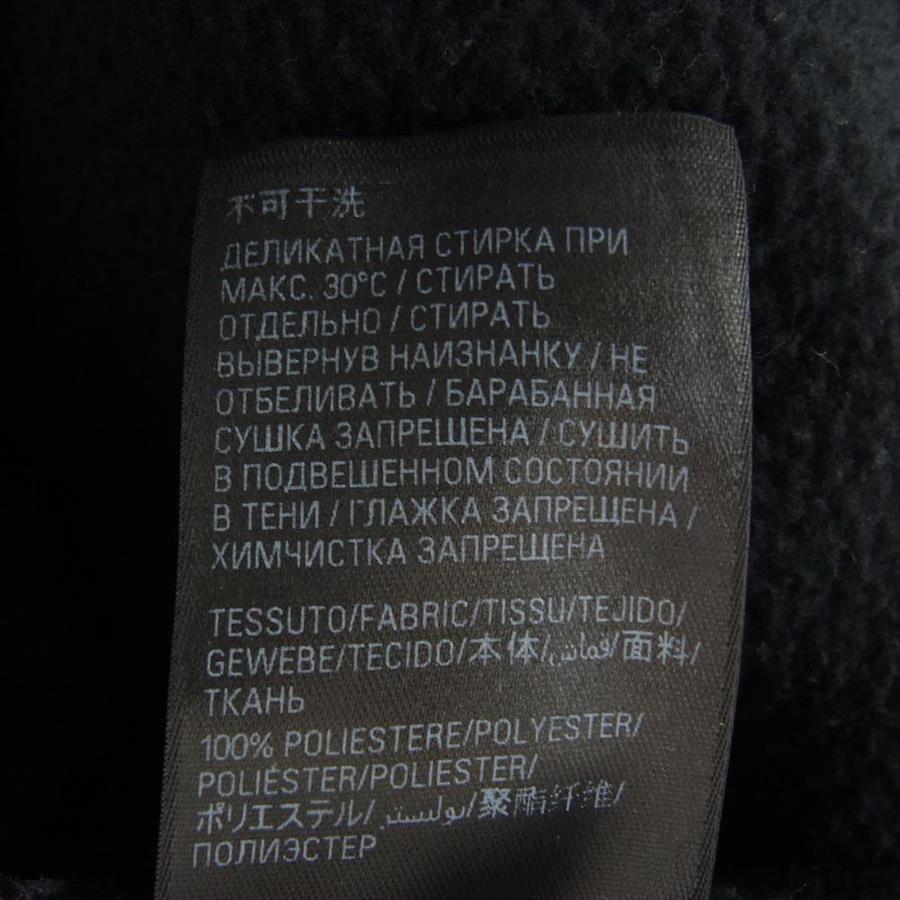 不可干洗
ДЕЛИКАТНАЯ СТИРКА ПРИ
МАКС. 30°C / СТИРАТЬ
ОТДЕЛЬНО / СТИРАТЬ
ВЫВЕРНУВ НАИЗНАНКУ / НЕ
ОТБЕЛИВАТЬ / БАРАБАННАЯ
СУШКА ЗАПРЕЩЕНА / СУШИТЬ
В ПОДВЕШЕННОМ СОСТОЯНИИ
В ТЕНИ / ГЛАЖКА ЗАПРЕЩЕНА /
ХИМЧИСТКА ЗАПРЕЩЕНА
TESSUTO/FABRIC/TISSU/TEJIDO/
GEWEBE/TECIDO/本体/قماش/面料/
ТКАНЬ
100% POLIESTERE/POLYESTER/
POLIÉSTER/POLIESTER/
ポリエステル/بوليستر/聚酯纤维/
ПОЛИЭСТЕР